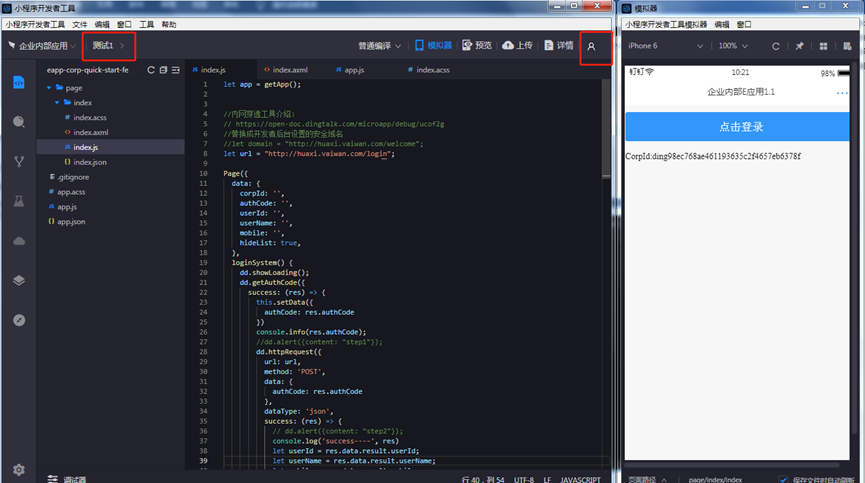 小程序开发者工具
小程序开发者工具 文件 编辑 窗口 工具 帮助
企业内部应用 测试1 普通编译 模拟器 预览 上传 详情
eapp-corp-quick-start-fe
page
index
index.acss
index.axml
index.js
index.json
.gitignore
app.acss
app.js
app.json
index.js index.axml app.js index.acss
1 let app = getApp();
2
3
4 //内网穿透工具介绍:
5 // https://open-doc.dingtalk.com/microapp/debug/ucof2g
6 //替换成开发者后台设置的安全域名
7 //let domain = "http://huaxi.vaiwan.com/welcome";
8 let url = "http://huaxi.vaiwan.com/login";
9
10 Page({
11 data: {
12 corpId: '',
13 authCode: '',
14 userId: '',
15 userName: '',
16 mobile: '',
17 hideList: true,
18 },
19 loginSystem() {
20 dd.showLoading();
21 dd.getAuthCode({
22 success: (res) => {
23 this.setData({
24 authCode: res.authCode
25 })
26 console.info(res.authCode);
27 //dd.alert({content: "step1"});
28 dd.httpRequest({
29 url: url,
30 method: 'POST',
31 data: {
32 authCode: res.authCode
33 },
34 dataType: 'json',
35 success: (res) => {
36 // dd.alert({content: "step2"});
37 console.log('success----', res)
38 let userId = res.data.result.userId;
39 let userName = res.data.result.userName;
调试器 行 40, 列 54 UTF-8 LF JAVASCRIPT
模拟器
小程序开发者工具模拟器 窗口 编辑
iPhone 6 100%
钉钉 10:21 98%
企业内部E应用1.1
点击登录
CorpId:ding98ec768ae461193635c2f4657eb6378f
页面路径 page/index/index 保存文件时自动刷新